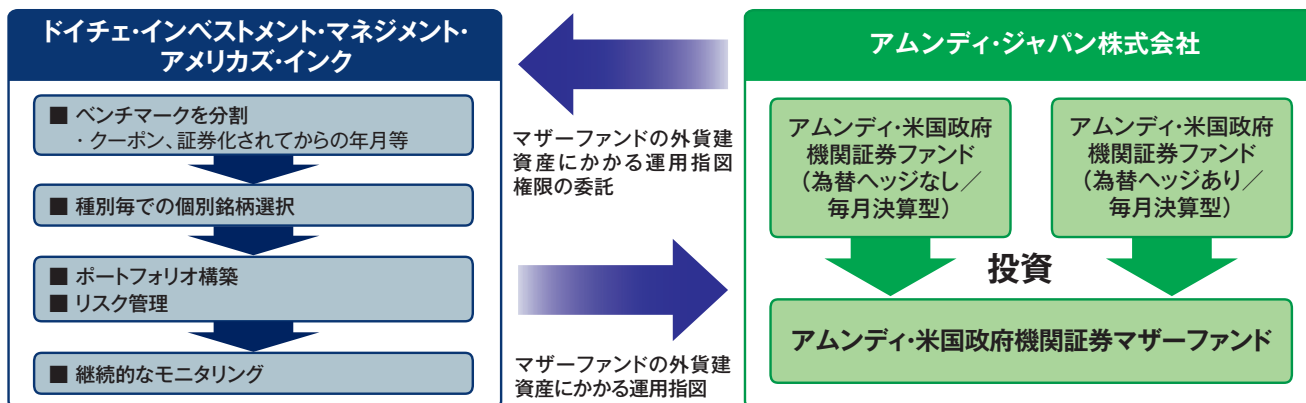 ドイチェ・インベストメント・マネジメント・
アメリカズ・インク
■ ベンチマークを分割
・クーポン、証券化されてからの年月等
■ 種別毎での個別銘柄選択
■ ポートフォリオ構築
■ リスク管理
■ 継続的なモニタリング
マザーファンドの外貨建
資産にかかる運用指図
権限の委託
マザーファンドの外貨建
資産にかかる運用指図
アムンディ・ジャパン株式会社
アムンディ・米国政府
機関証券ファンド
（為替ヘッジなし／
毎月決算型）
アムンディ・米国政府
機関証券ファンド
（為替ヘッジあり／
毎月決算型）
投資
アムンディ・米国政府機関証券マザーファンド